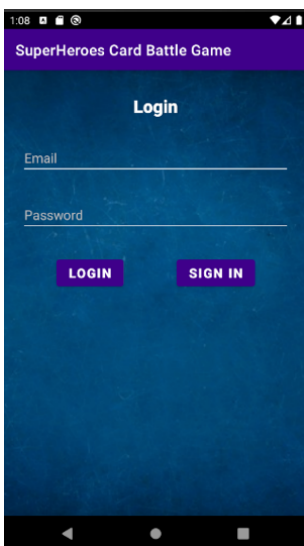 1:08
SuperHeroes Card Battle Game
Login
Email
Password
LOGIN SIGN IN